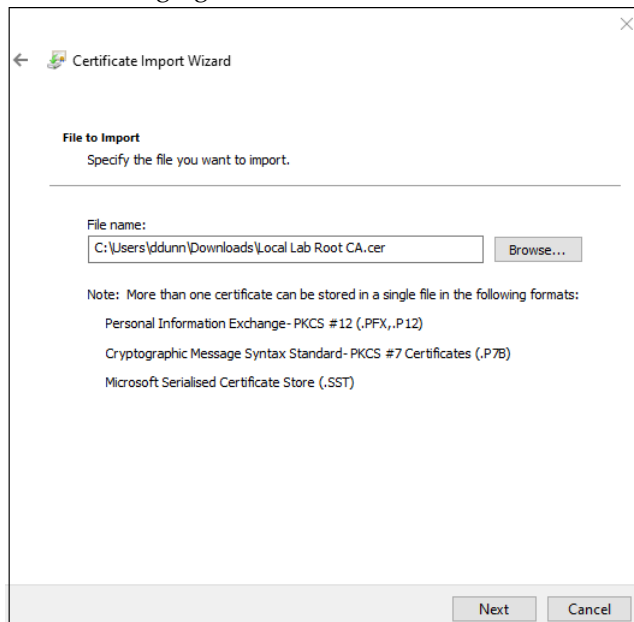 Certificate Import Wizard
File to Import
Specify the file you want to import.
File name:
C:\Users\ddunn\Downloads\Local Lab Root CA.cer
Browse...
Note: More than one certificate can be stored in a single file in the following formats:
Personal Information Exchange- PKCS #12 (.PFX,.P12)
Cryptographic Message Syntax Standard- PKCS #7 Certificates (.P7B)
Microsoft Serialised Certificate Store (.SST)
Next
Cancel